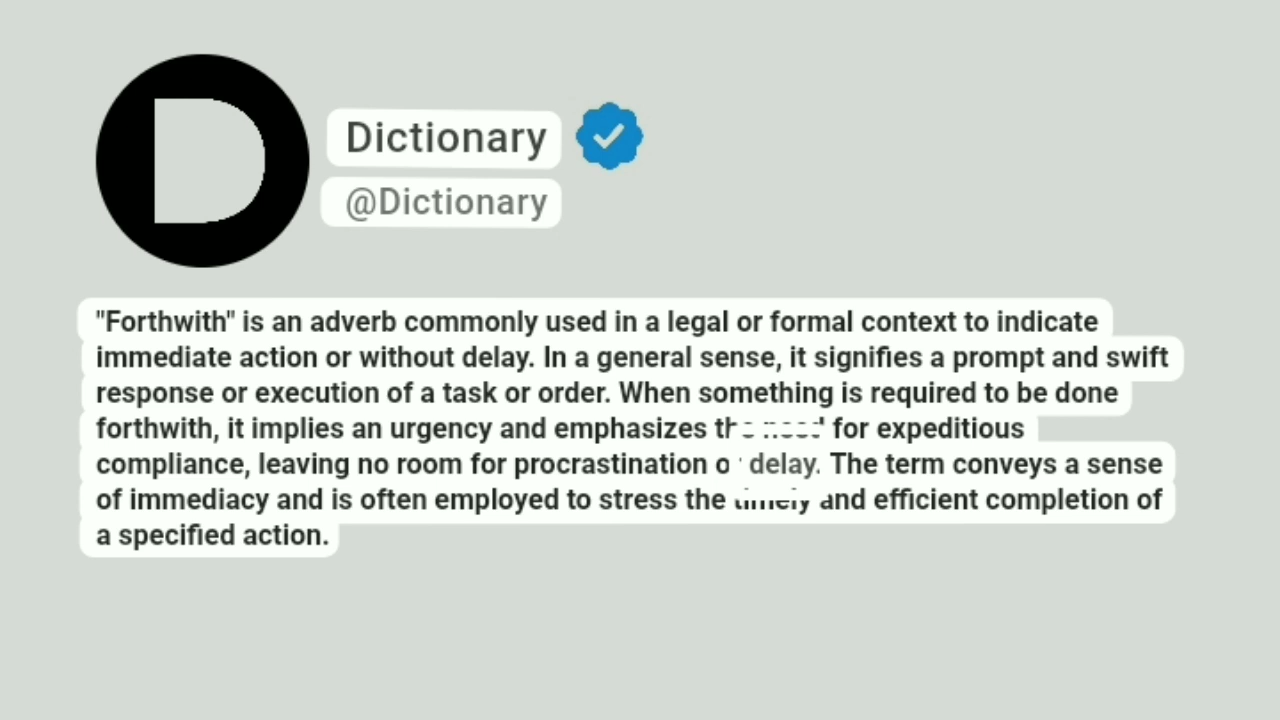 Dictionary
@Dictionary
"Forthwith" is an adverb commonly used in a legal or formal context to indicate
immediate action or without delay. In a general sense, it signifies a prompt and swift
response or execution of a task or order. When something is required to be done
forthwith, it implies an urgency and emphasizes the need for expeditious
compliance, leaving no room for procrastination or delay. The term conveys a sense
of immediacy and is often employed to stress the timely and efficient completion of
a specified action.